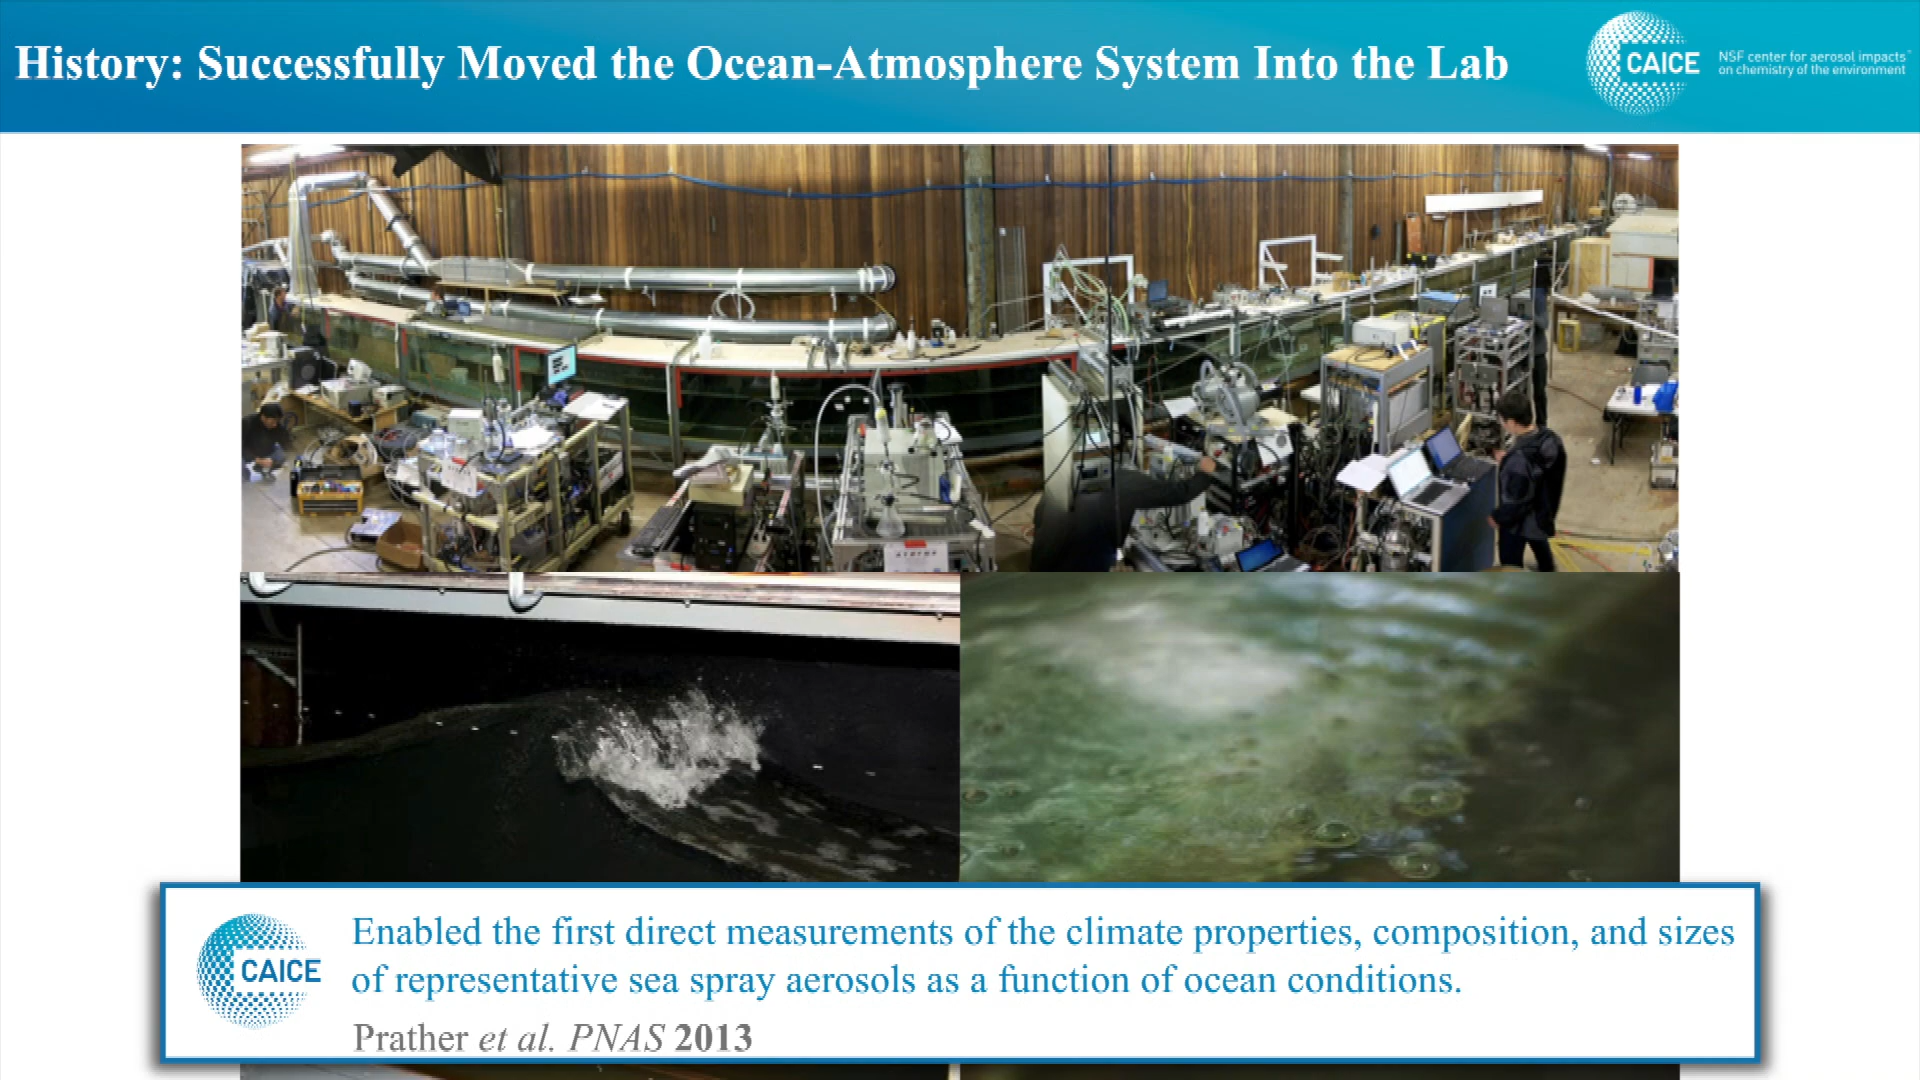 History: Successfully Moved the Ocean-Atmosphere System Into the Lab
CAICE
NSF center for aerosol impacts
on chemistry of the environment
CAICE
Enabled the first direct measurements of the climate properties, composition, and sizes
of representative sea spray aerosols as a function of ocean conditions.
Prather et al. PNAS 2013